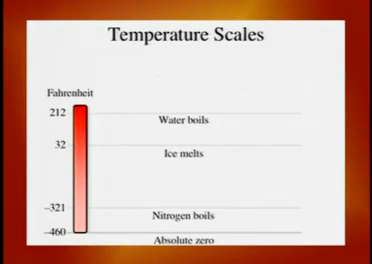 Temperature Scales
Fahrenheit
212
Water boils
32
Ice melts
–321
Nitrogen boils
–460
Absolute zero